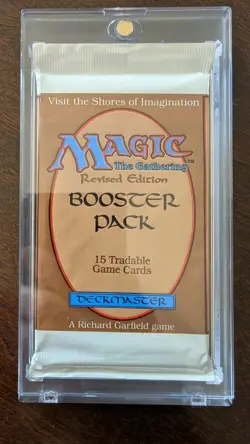 Visit the Shores of Imagination
MAGIC
The Gathering™
Revised Edition
BOOSTER
PACK
15 Tradable
Game Cards
DECKMASTER
A Richard Garfield game